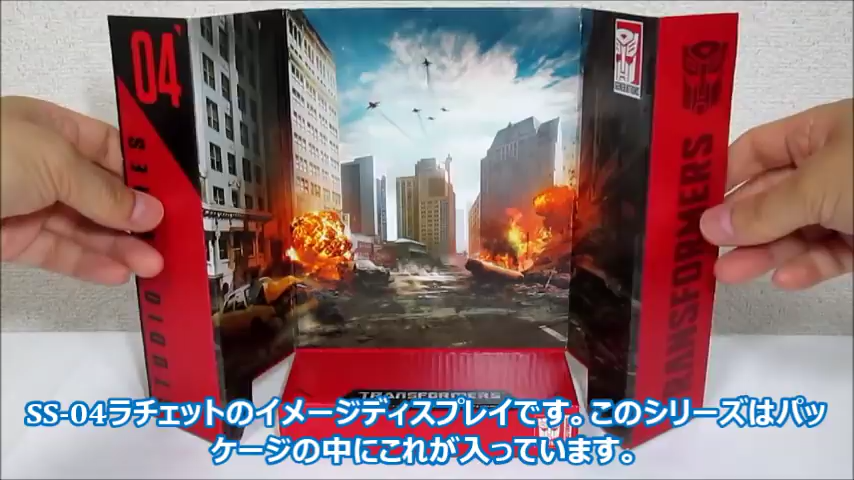 04
STUDIO SERIES
GENERATIONS
TRANSFORMERS
TRANSFORMERS
SS-04ラチェットのイメージディスプレイです。このシリーズはパッ
ケージの中にこれが入っています。